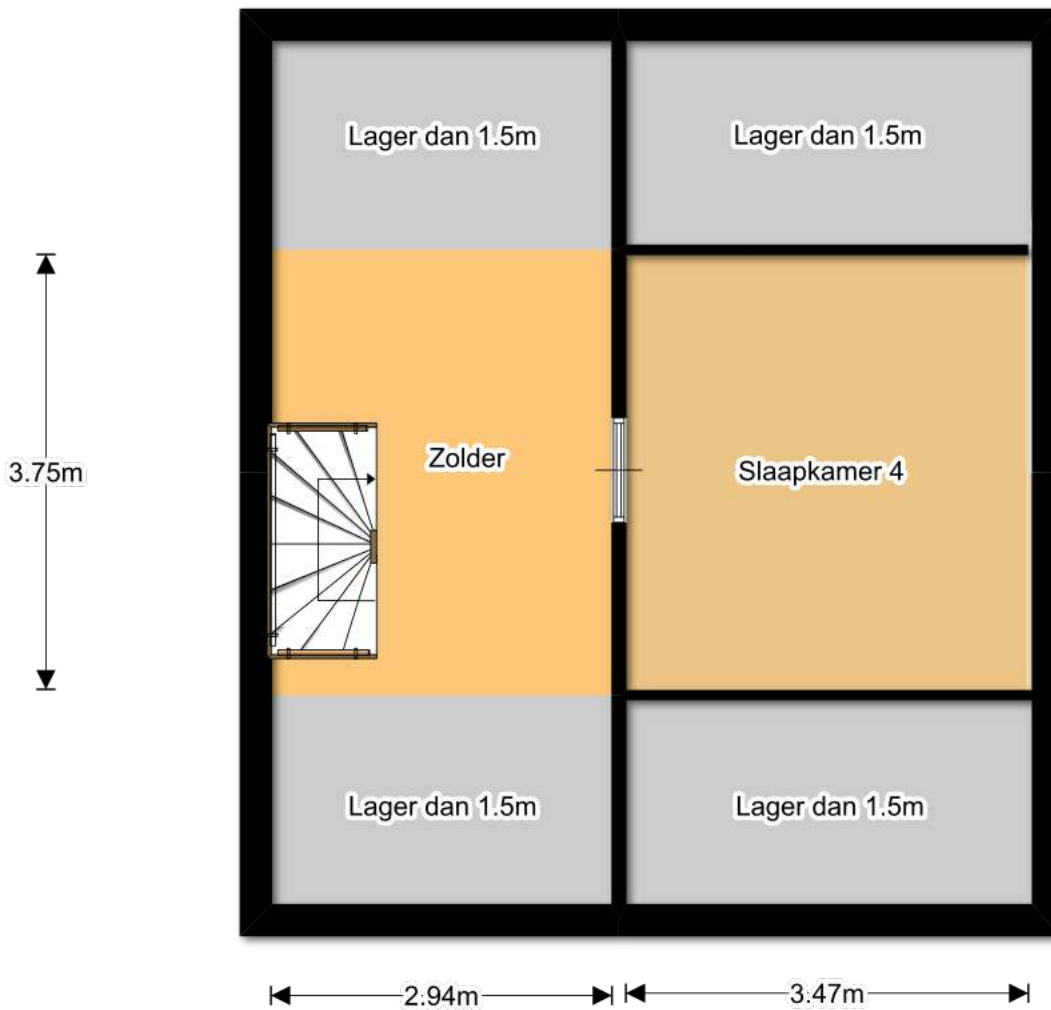 Lager dan 1.5m
Lager dan 1.5m
3.75m
Zolder
Slaapkamer 4
Lager dan 1.5m
Lager dan 1.5m
2.94m
3.47m